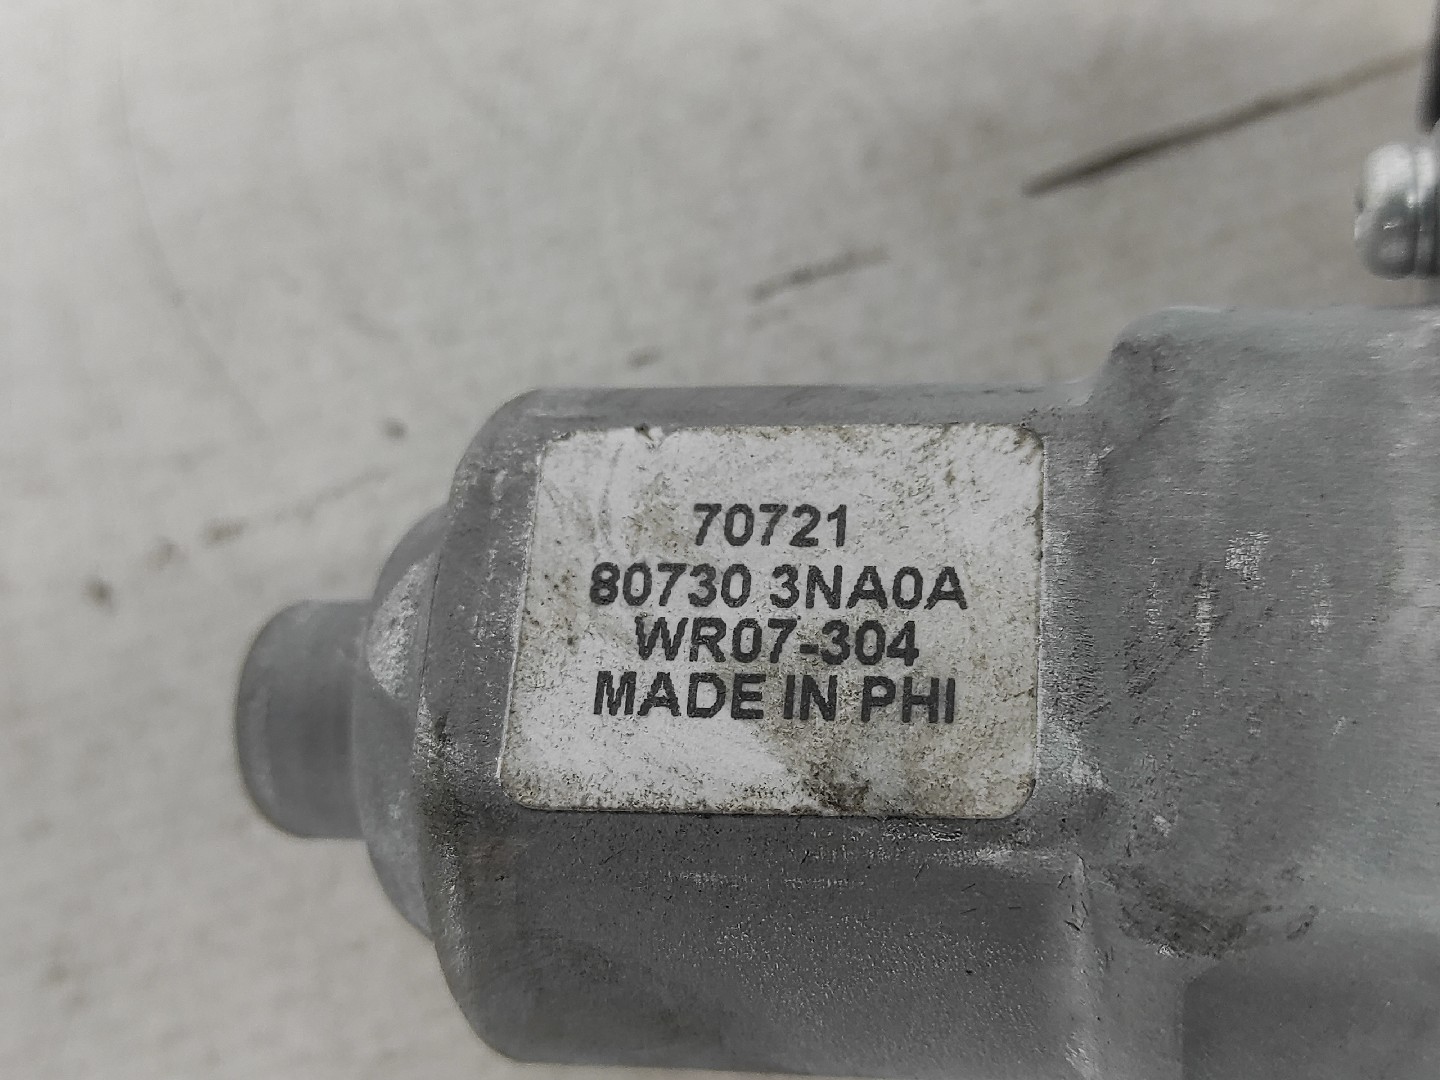 70721
80730 3NA0A
WR07-304
MADE IN PHI